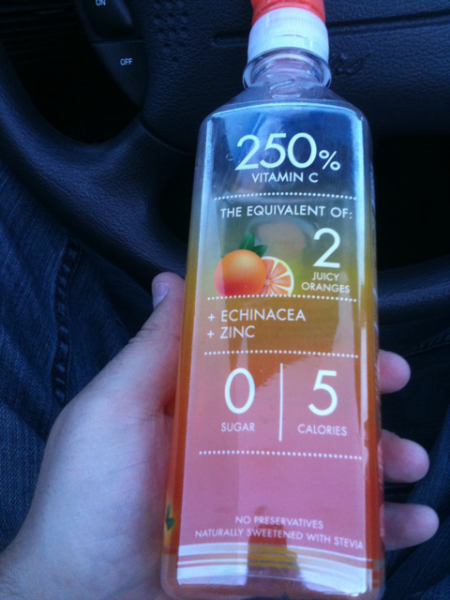 ON
OFF
250%
VITAMIN C
THE EQUIVALENT OF:
2
JUICY
ORANGES
+ ECHINACEA
+ ZINC
0
SUGAR
5
CALORIES
NO PRESERVATIVES
NATURALLY SWEETENED WITH STEVIA